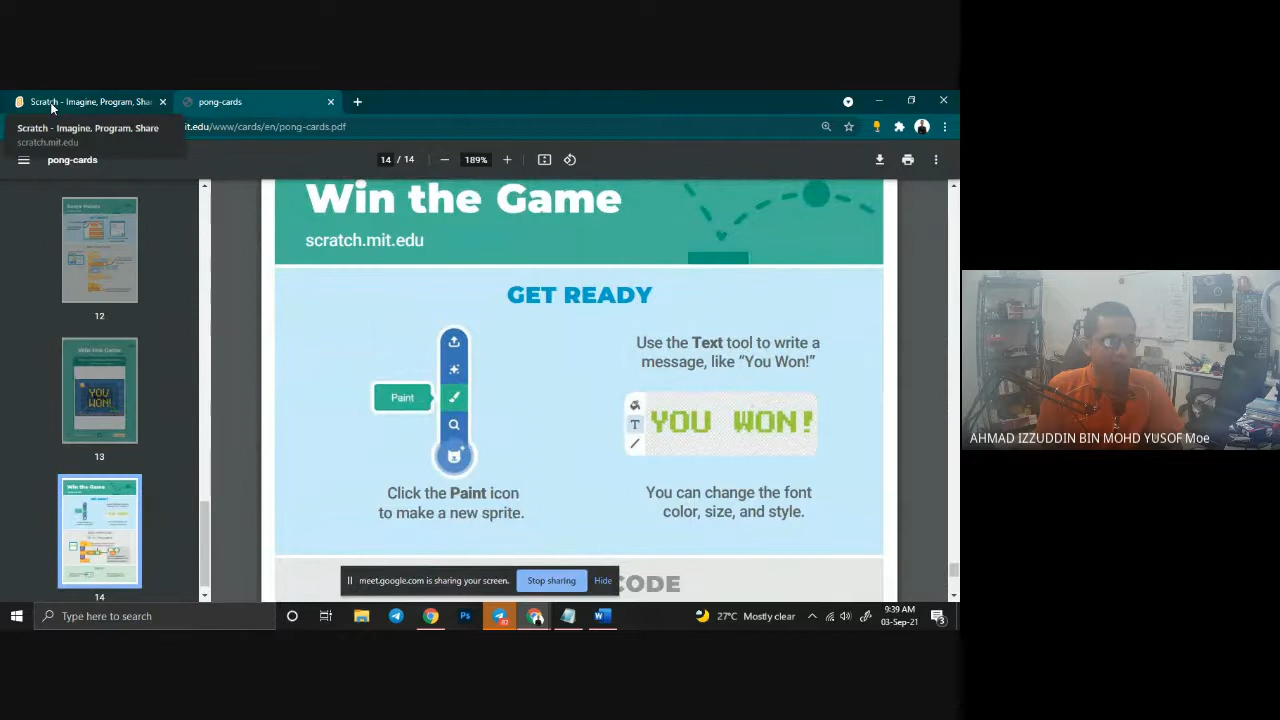 Scratch - Imagine, Program, Sha
pong-cards
Scratch - Imagine, Program, Share
scratch.mit.edu
it.edu/www/cards/en/pong-cards.pdf
pong-cards
14 / 14
189%
12
13
14
Win the Game
scratch.mit.edu
GET READY
Paint
Click the Paint icon
to make a new sprite.
Use the Text tool to write a
message, like “You Won!”
T
YOU WON!
You can change the font
color, size, and style.
CODE
meet.google.com is sharing your screen.
Stop sharing
Hide
AHMAD IZZUDDIN BIN MOHD YUSOF Moe
Type here to search
27°C Mostly clear
9:39 AM
03-Sep-21
3